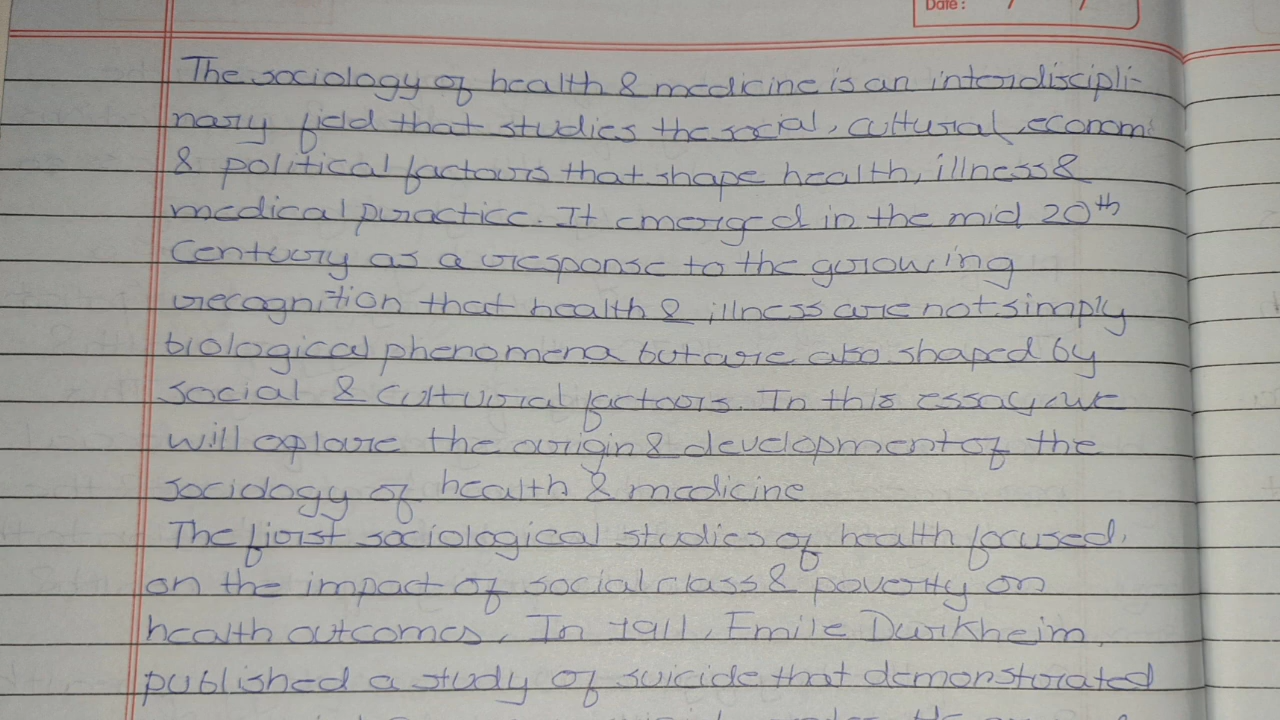 Date : / /
The sociology of health & medicine is an interdiscipli-
nary field that studies the social, cultural, econom
& political factors that shape health, illness &
medical practice. It emerged in the mid 20th
Century as a response to the growing
recognition that health & illness are not simply
biological phenomena but are also shaped by
social & cultural factors. In this essay we
will explore the origin & development of the
sociology of health & medicine
The first sociological studies of health focused,
on the impact of social class & poverty on
health outcomes, In 1911, Emile Durkheim,
published a study of suicide that demonstrated